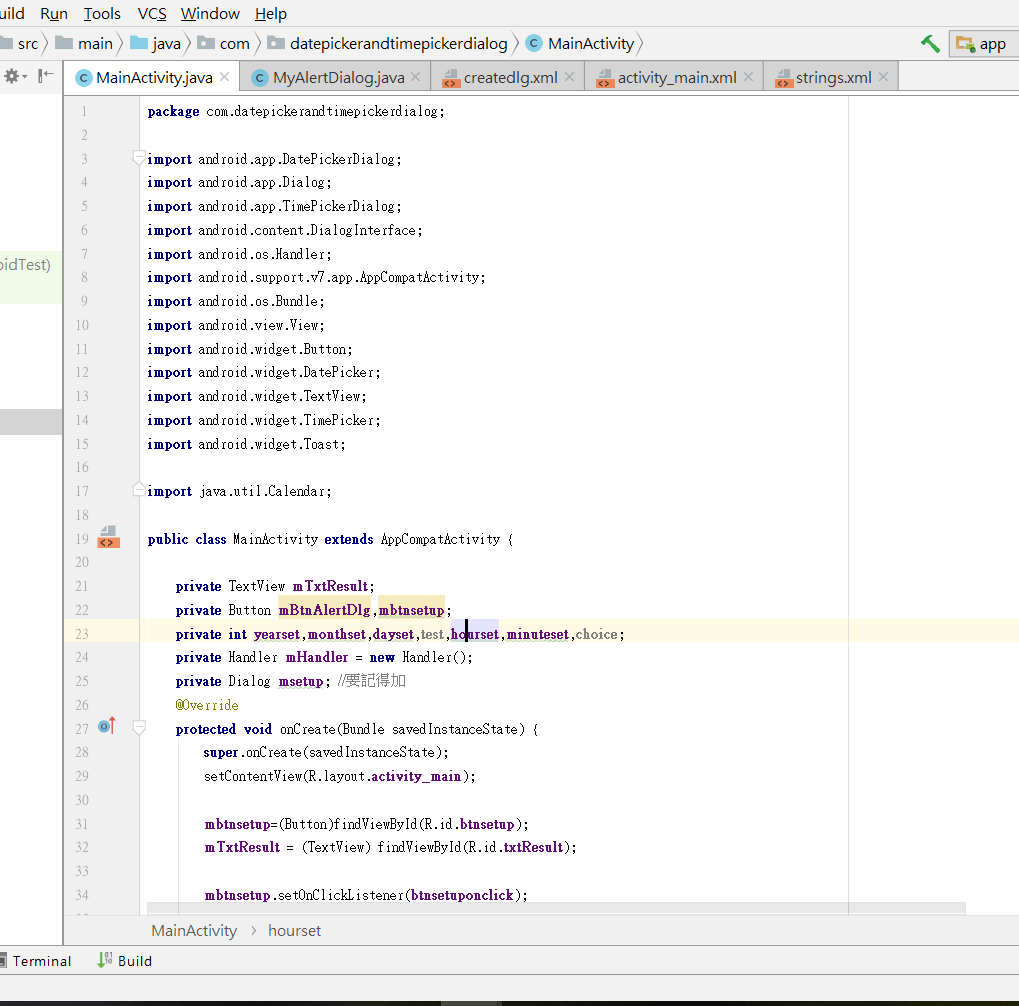 uild Run Tools VCS Window Help
src main java com datepickerandtimepickerdialog MainActivity app
MainActivity.java MyAlertDialog.java createdlg.xml activity_main.xml strings.xml
1 package com.datepickerandtimepickerdialog;
2
3 import android.app.DatePickerDialog;
4 import android.app.Dialog;
5 import android.app.TimePickerDialog;
6 import android.content.DialogInterface;
7 import android.os.Handler;
oidTest)
8 import android.support.v7.app.AppCompatActivity;
9 import android.os.Bundle;
10 import android.view.View;
11 import android.widget.Button;
12 import android.widget.DatePicker;
13 import android.widget.TextView;
14 import android.widget.TimePicker;
15 import android.widget.Toast;
16
17 import java.util.Calendar;
18
19 public class MainActivity extends AppCompatActivity {
20
21 private TextView mTxtResult;
22 private Button mBtnAlertDlg,mbtnsetup;
23 private int yearset,monthset,dayset,test,hourset,minuteset,choice;
24 private Handler mHandler = new Handler();
25 private Dialog msetup; //要記得加
26 @Override
27 protected void onCreate(Bundle savedInstanceState) {
28 super.onCreate(savedInstanceState);
29 setContentView(R.layout.activity_main);
30
31 mbtnsetup=(Button)findViewById(R.id.btnsetup);
32 mTxtResult = (TextView) findViewById(R.id.txtResult);
33
34 mbtnsetup.setOnClickListener(btnsetuponclick);
MainActivity > hourset
Terminal Build